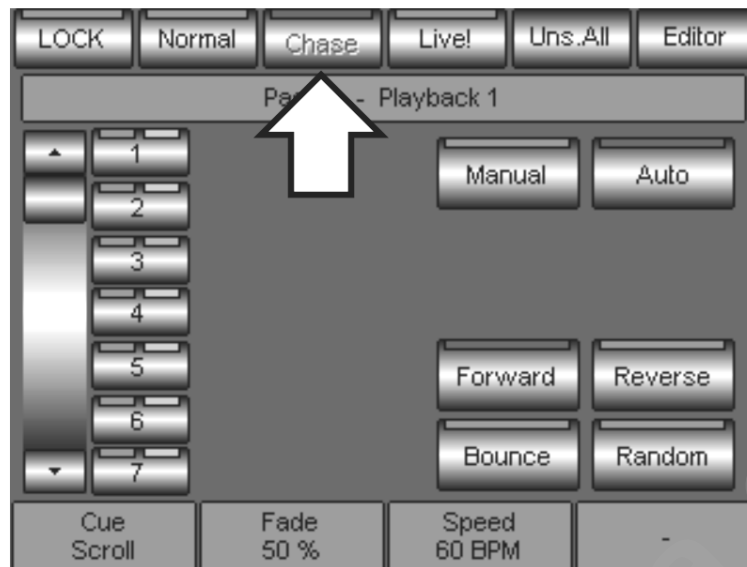 LOCK Normal Chase Live! Uns.All Editor
- Playback 1
1
Manual Auto
2
3
4
5
Forward Reverse
6
Bounce Random
7
Cue Fade Speed
Scroll 50 % 60 BPM -